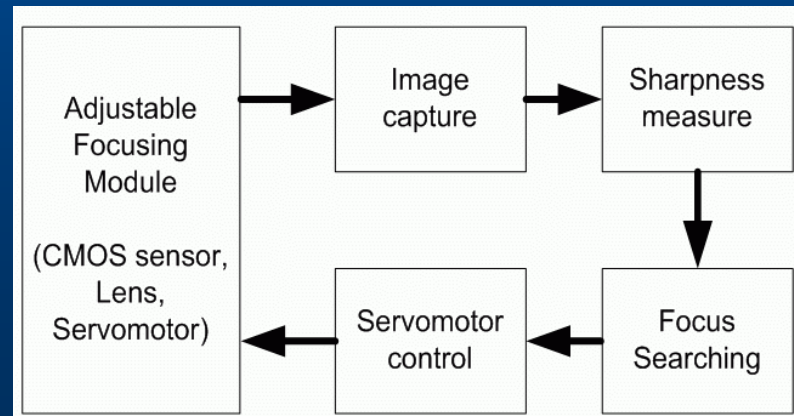 Adjustable
Focusing
Module
(CMOS sensor,
Lens,
Servomotor)
Image
capture
Sharpness
measure
Focus
Searching
Servomotor
control